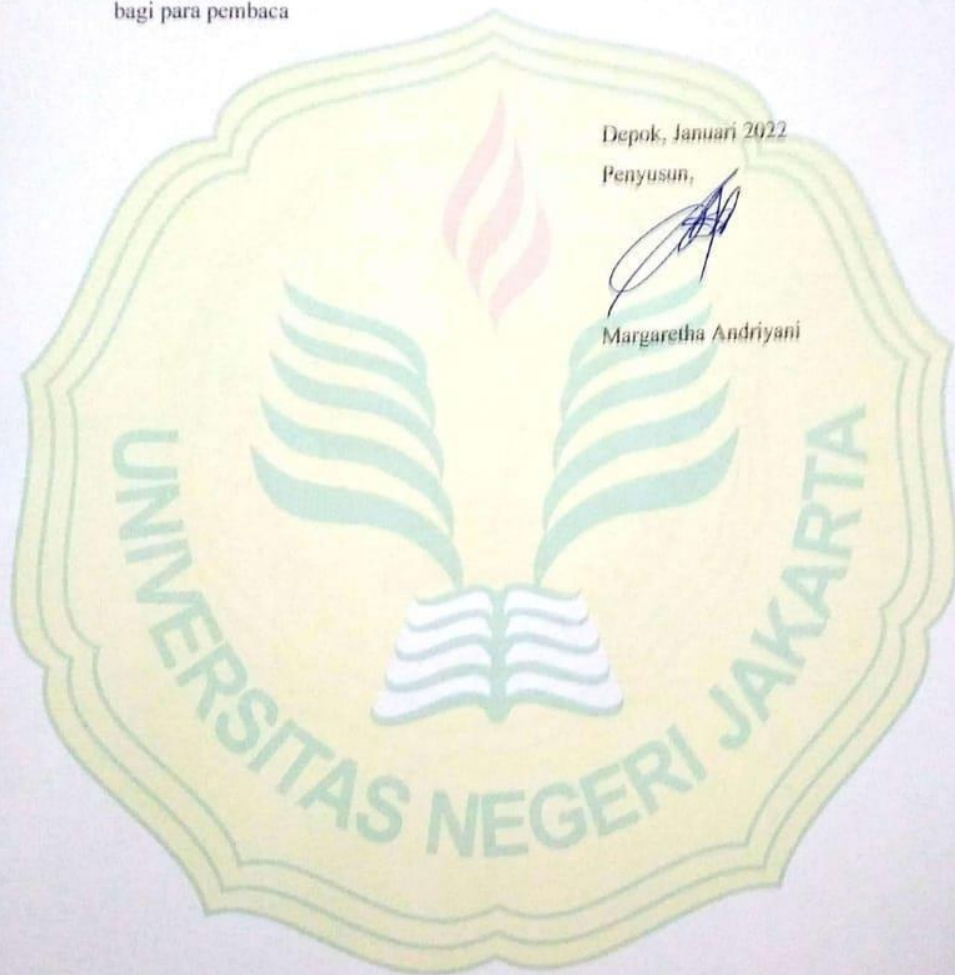 bagi para pembaca
Depok, Januari 2022
Penyusun,
Margaretha Andriyani
UNIVERSITAS NEGERI JAKARTA